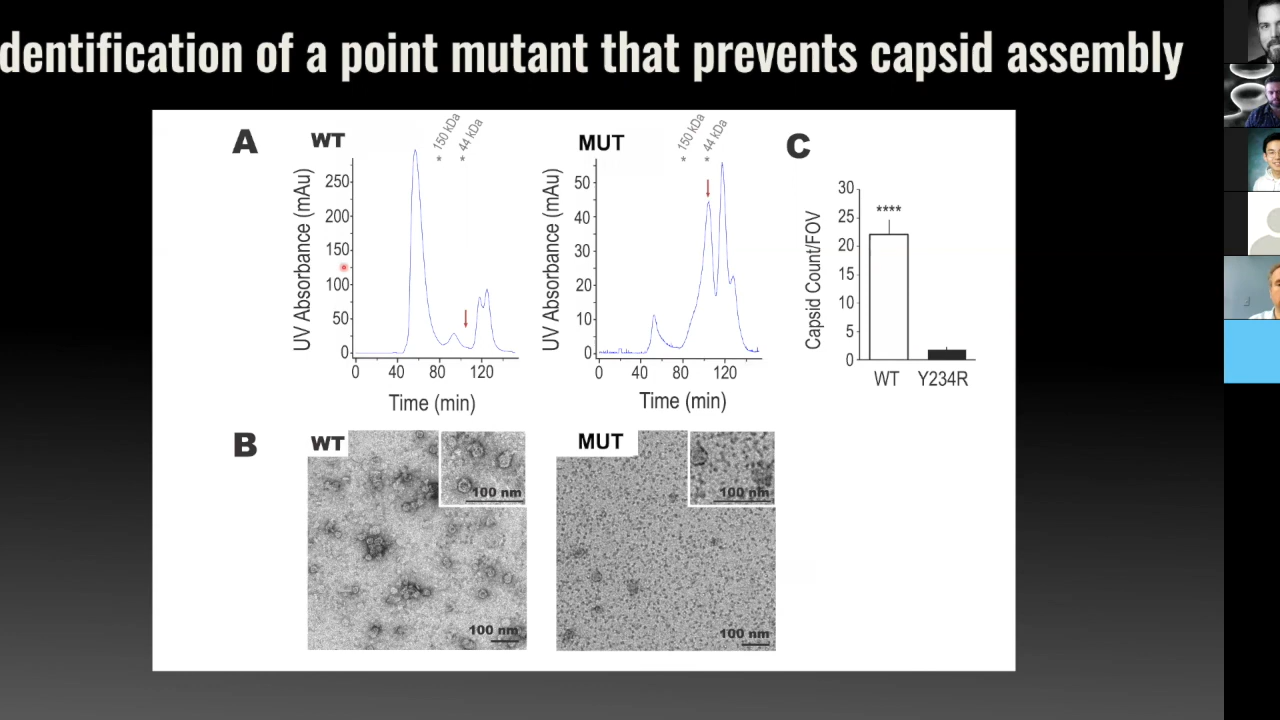 dentification of a point mutant that prevents capsid assembly
A
WT
* 150 kDa
* 44 kDa
UV Absorbance (mAu)
250
200
150
100
50
0
0 40 80 120
Time (min)
MUT
* 150 kDa
* 44 kDa
UV Absorbance (mAu)
50
40
30
20
10
0
0 40 80 120
Time (min)
C
Capsid Count/FOV
30
25
20
15
10
5
0
****
WT Y234R
B
WT
100 nm
100 nm
MUT
100 nm
100 nm